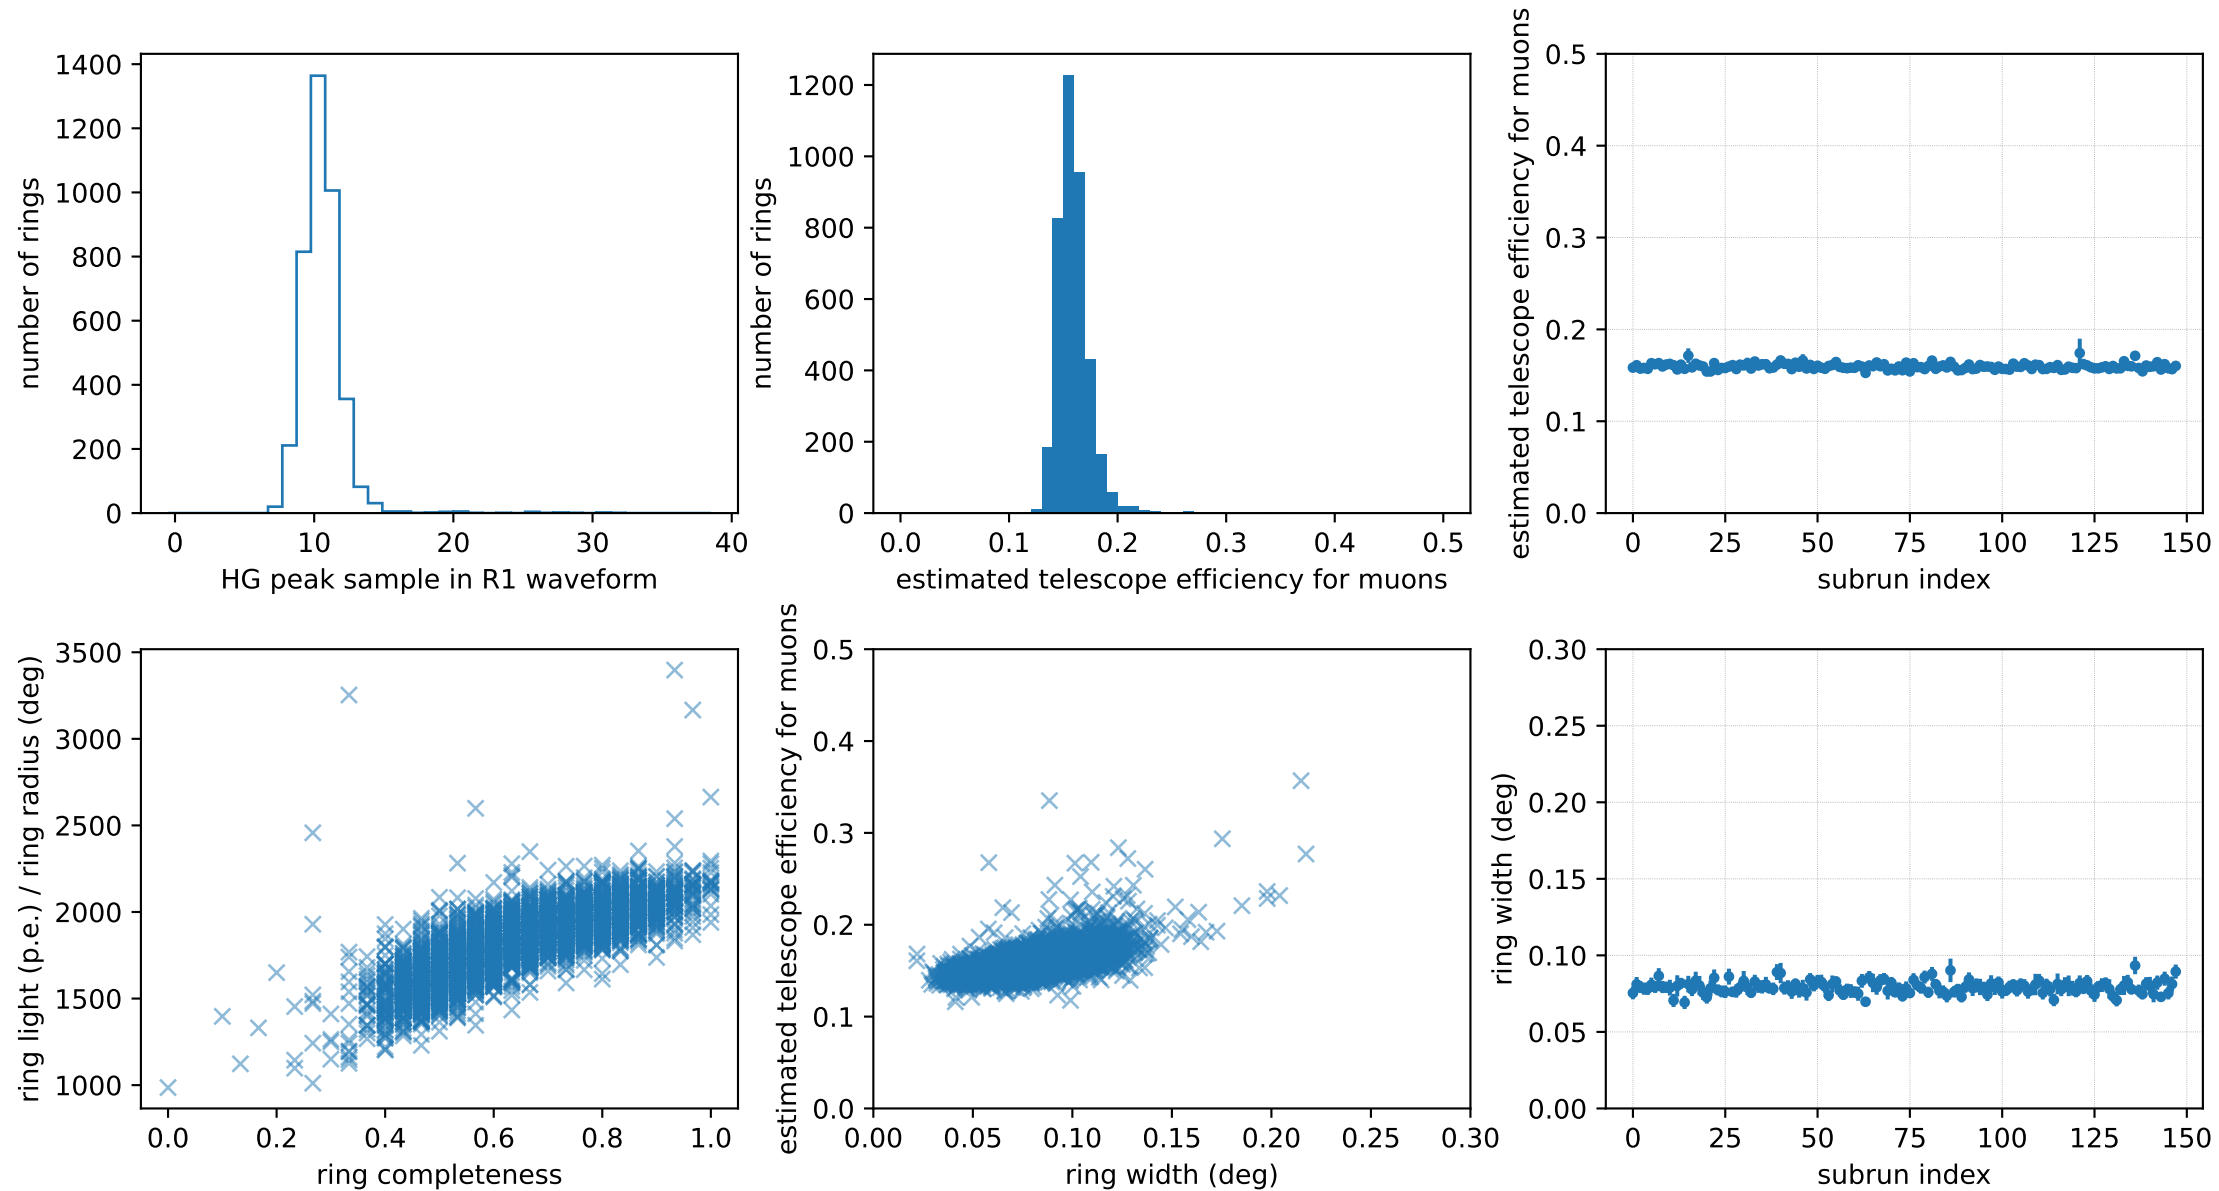 1400
1200
1000
800
600
400
200
0
number of rings
0 10 20 30 40
HG peak sample in R1 waveform
1200
1000
800
600
400
200
0
number of rings
0.0 0.1 0.2 0.3 0.4 0.5
estimated telescope efficiency for muons
0.5
0.4
0.3
0.2
0.1
0.0
estimated telescope efficiency for muons
0 25 50 75 100 125 150
subrun index
3500
3000
2500
2000
1500
1000
ring light (p.e.) / ring radius (deg)
0.0 0.2 0.4 0.6 0.8 1.0
ring completeness
0.5
0.4
0.3
0.2
0.1
0.0
estimated telescope efficiency for muons
0.00 0.05 0.10 0.15 0.20 0.25 0.30
ring width (deg)
0.30
0.25
0.20
0.15
0.10
0.05
0.00
ring width (deg)
0 25 50 75 100 125 150
subrun index